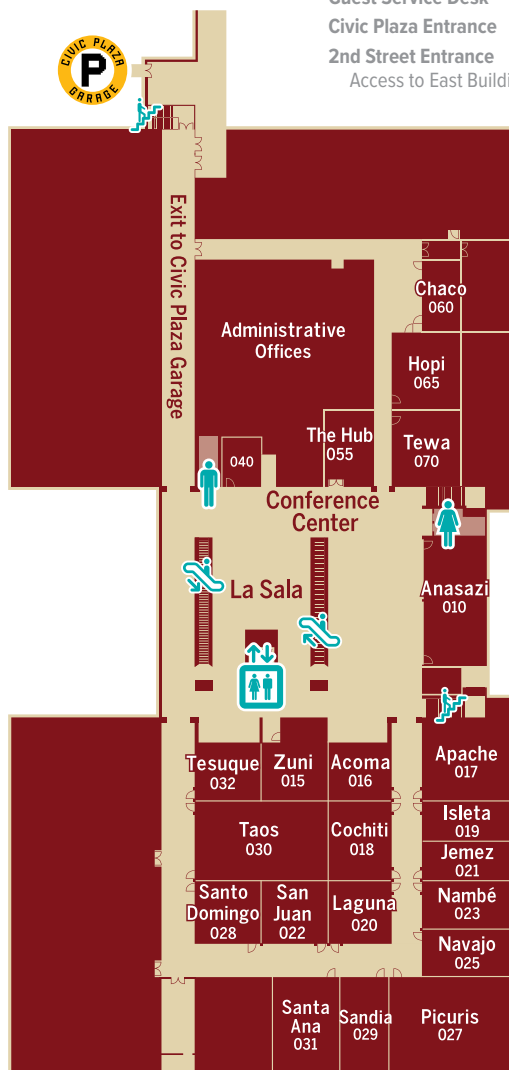 Guest Service Desk
Civic Plaza Entrance
2nd Street Entrance
Access to East Buildi
CIVIC PLAZA
P
GARAGE
Exit to Civic Plaza Garage
Chaco
060
Administrative
Offices
Hopi
065
The Hub
055
Tewa
070
040
Conference
Center
La Sala
Anasazi
010
Tesuque
032
Zuni
015
Acoma
016
Apache
017
Taos
030
Cochiti
018
Isleta
019
Jemez
021
Santo
Domingo
028
San
Juan
022
Laguna
020
Nambé
023
Navajo
025
Santa
Ana
031
Sandia
029
Picuris
027